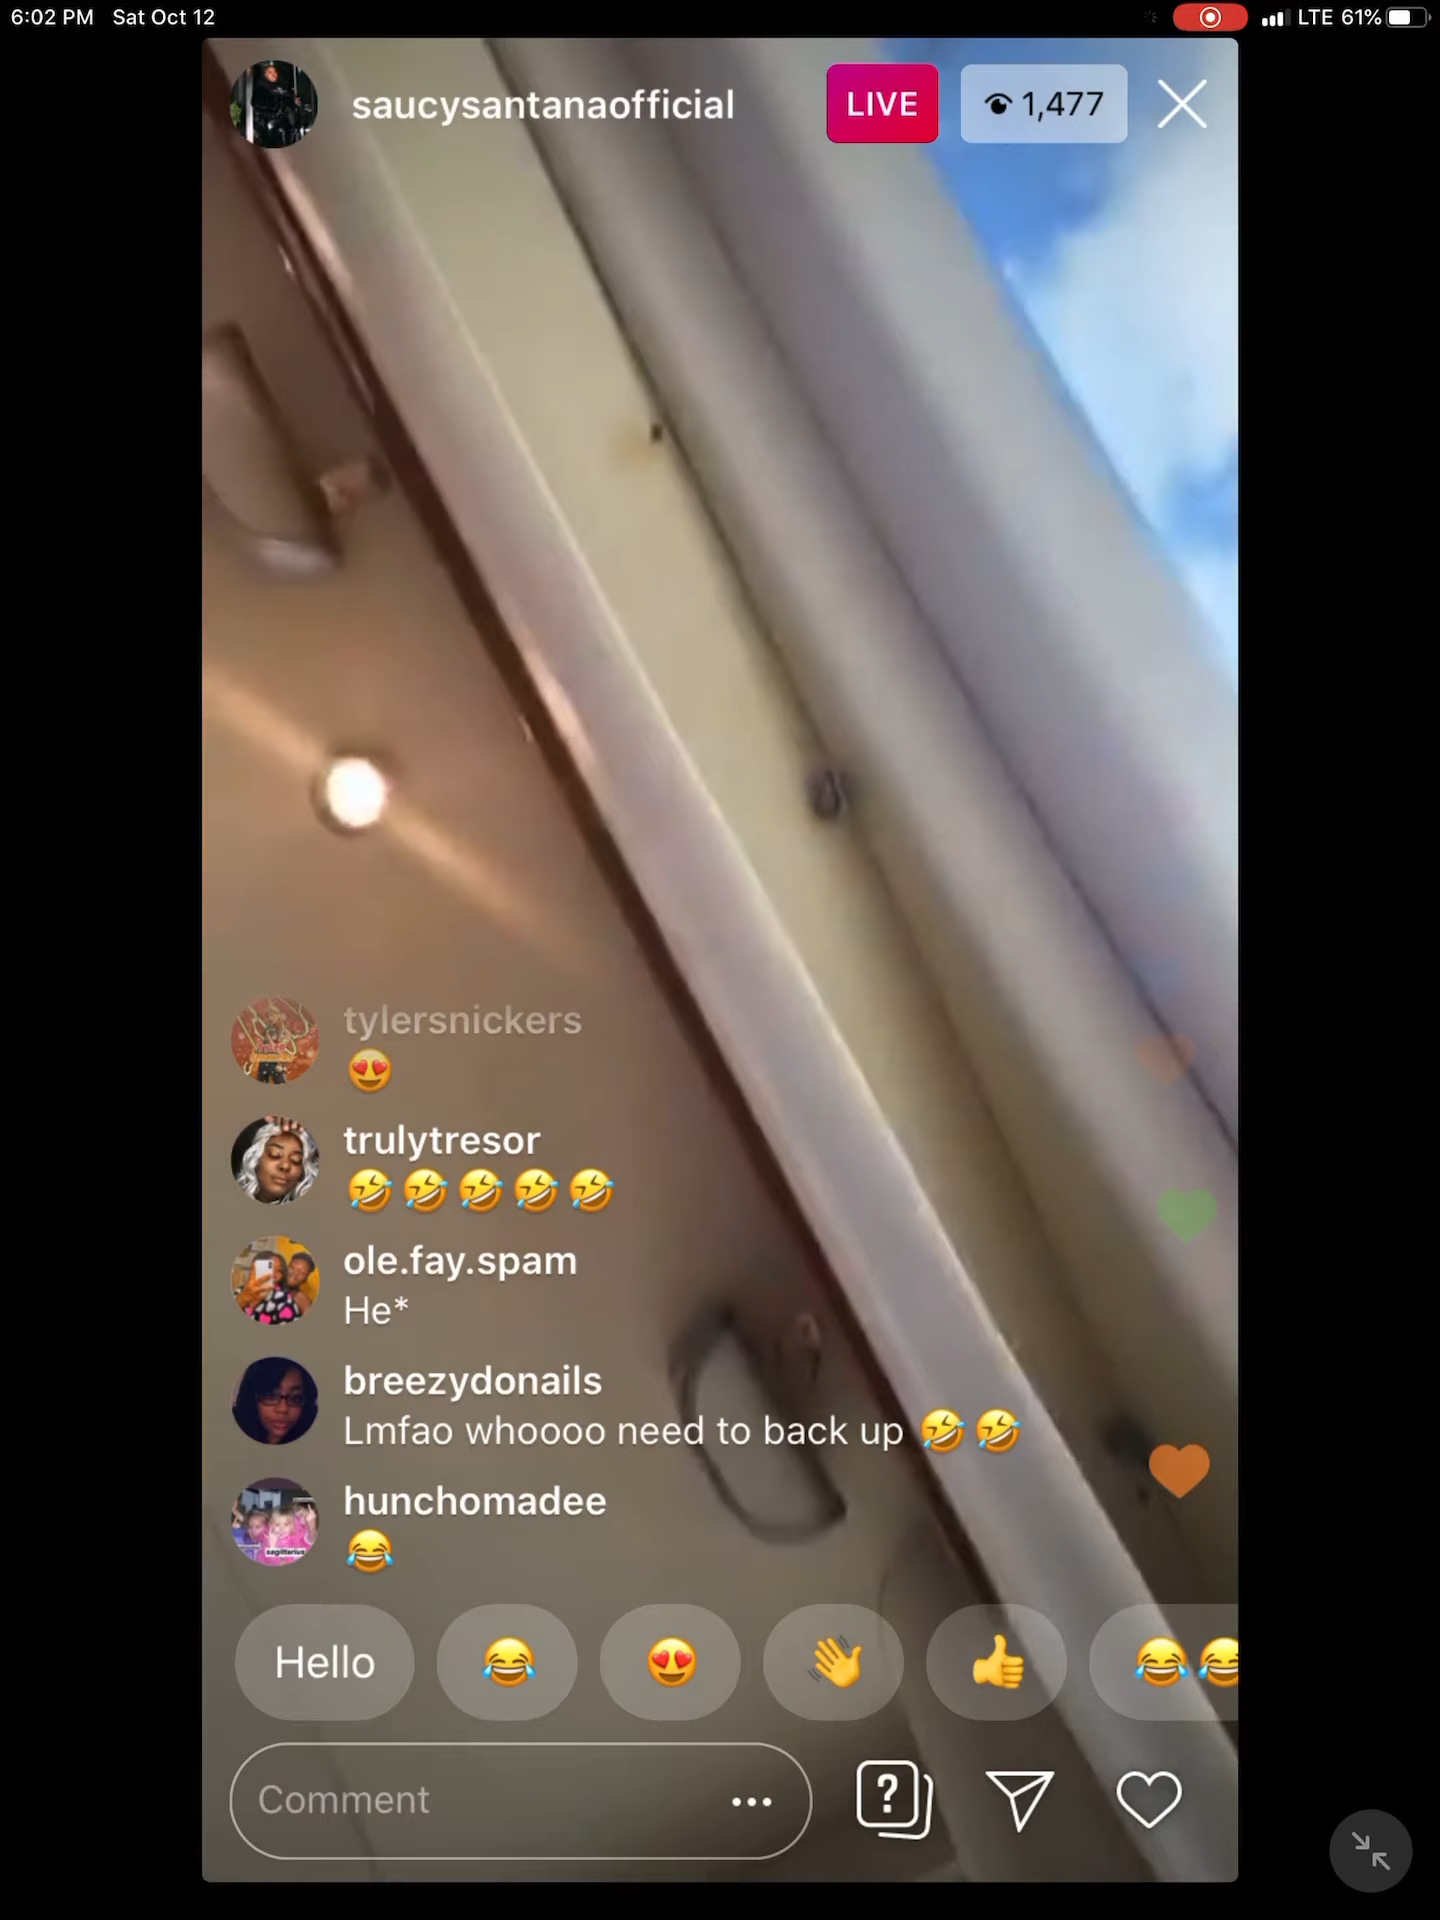 6:02 PM Sat Oct 12
LTE 61%
saucysantanaofficial LIVE 1,477
tylersnickers
😍
trulytresor
🤣🤣🤣🤣🤣
ole.fay.spam
He*
breezydonails
Lmfao whoooo need to back up 🤣🤣
hunchomadee
😂
Hello 😂 😍 👋 👍 😂😂
Comment ... ?